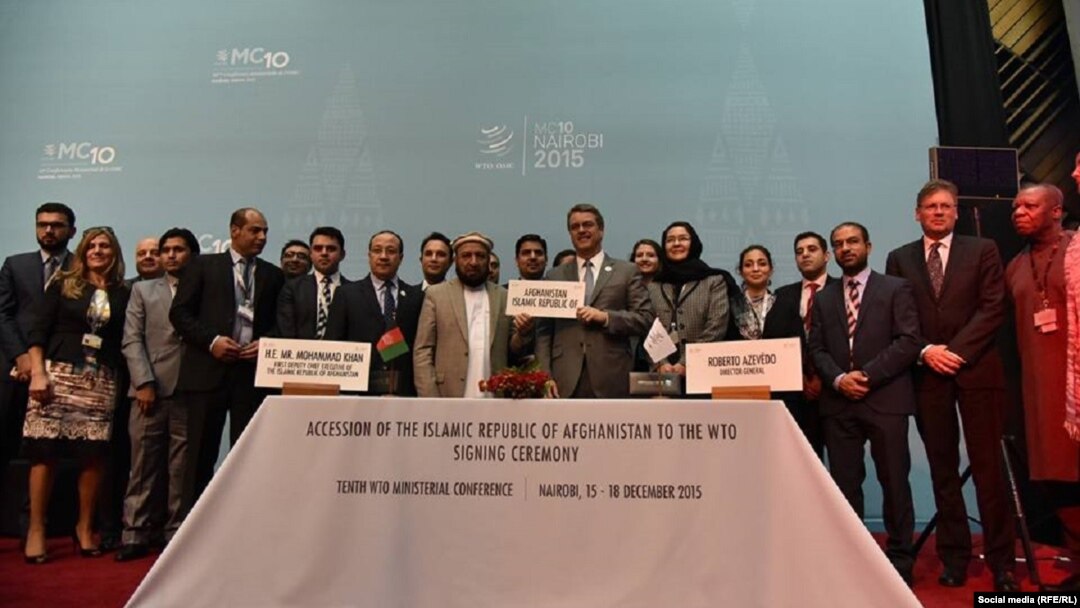 MC10
MC10
C10
WTO OMC
MC10
NAIROBI
2015
AFGHANISTAN
ISLAMIC REPUBLIC OF
H.E. MR. MOHAMMAD KHAN
FIRST DEPUTY CHIEF EXECUTIVE OF
THE ISLAMIC REPUBLIC OF AFGHANISTAN
ROBERTO AZEVÊDO
DIRECTOR-GENERAL
ACCESSION OF THE ISLAMIC REPUBLIC OF AFGHANISTAN TO THE WTO
SIGNING CEREMONY
TENTH WTO MINISTERIAL CONFERENCE | NAIROBI, 15 - 18 DECEMBER 2015
Social media (RFE/RL)